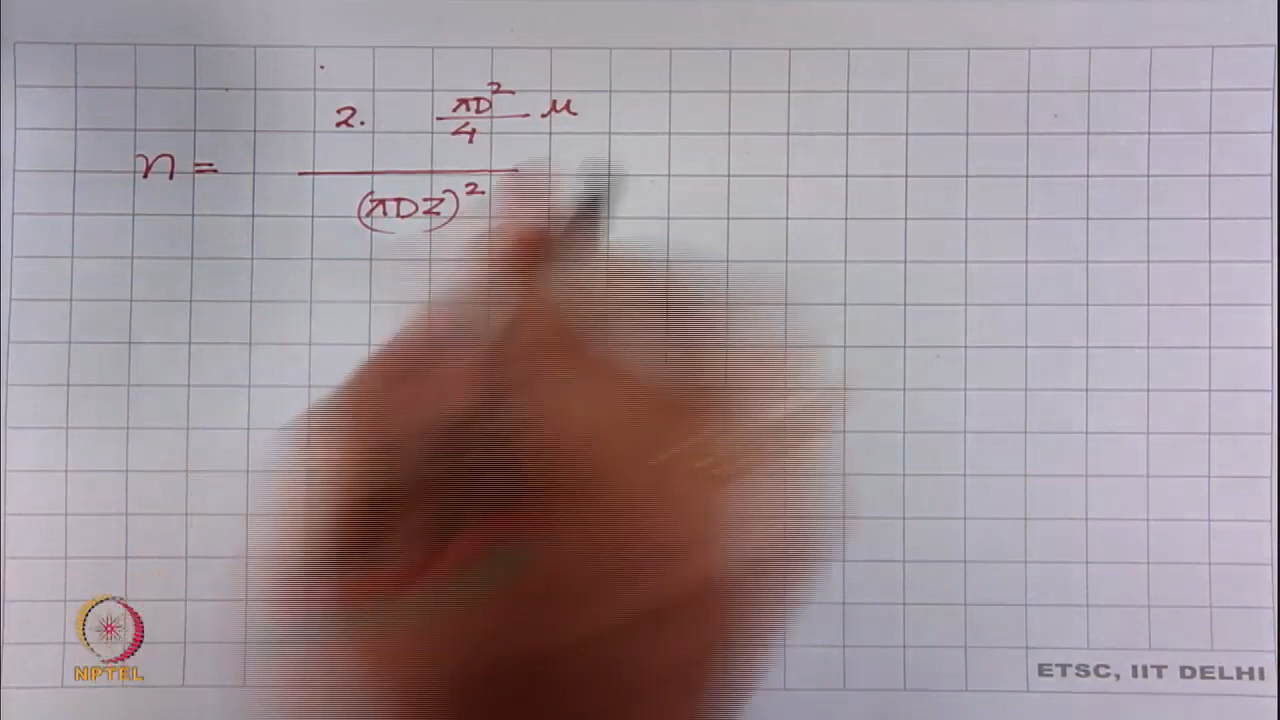 n = 2. πD² / 4 μ / (πDZ)²
NPTEL
ETSC, IIT DELHI